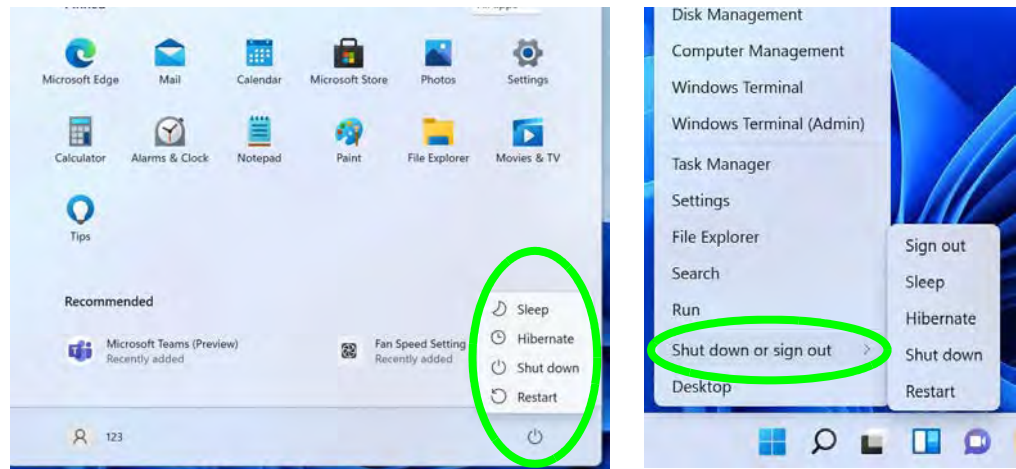 Microsoft Edge Mail Calendar Microsoft Store Photos Settings
Calculator Alarms & Clock Notepad Paint File Explorer Movies & TV
Tips
Recommended
Microsoft Teams (Preview)
Recently added
Fan Speed Setting
Recently added
Sleep
Hibernate
Shut down
Restart
123
Disk Management
Computer Management
Windows Terminal
Windows Terminal (Admin)
Task Manager
Settings
File Explorer
Search
Run
Shut down or sign out
Desktop
Sign out
Sleep
Hibernate
Shut down
Restart